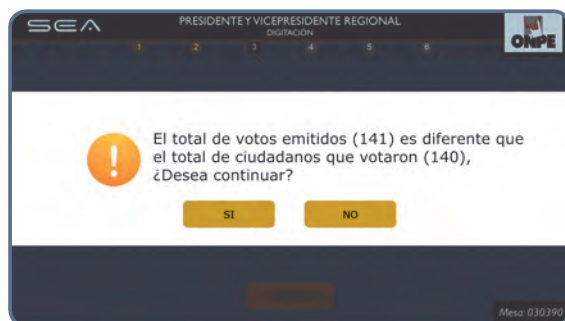 SEA
PRESIDENTE Y VICEPRESIDENTE REGIONAL
DIGITACIÓN
ONPE
1 2 3 4 5 6
El total de votos emitidos (141) es diferente que
el total de ciudadanos que votaron (140),
¿Desea continuar?
SI NO
Mesa: 030390